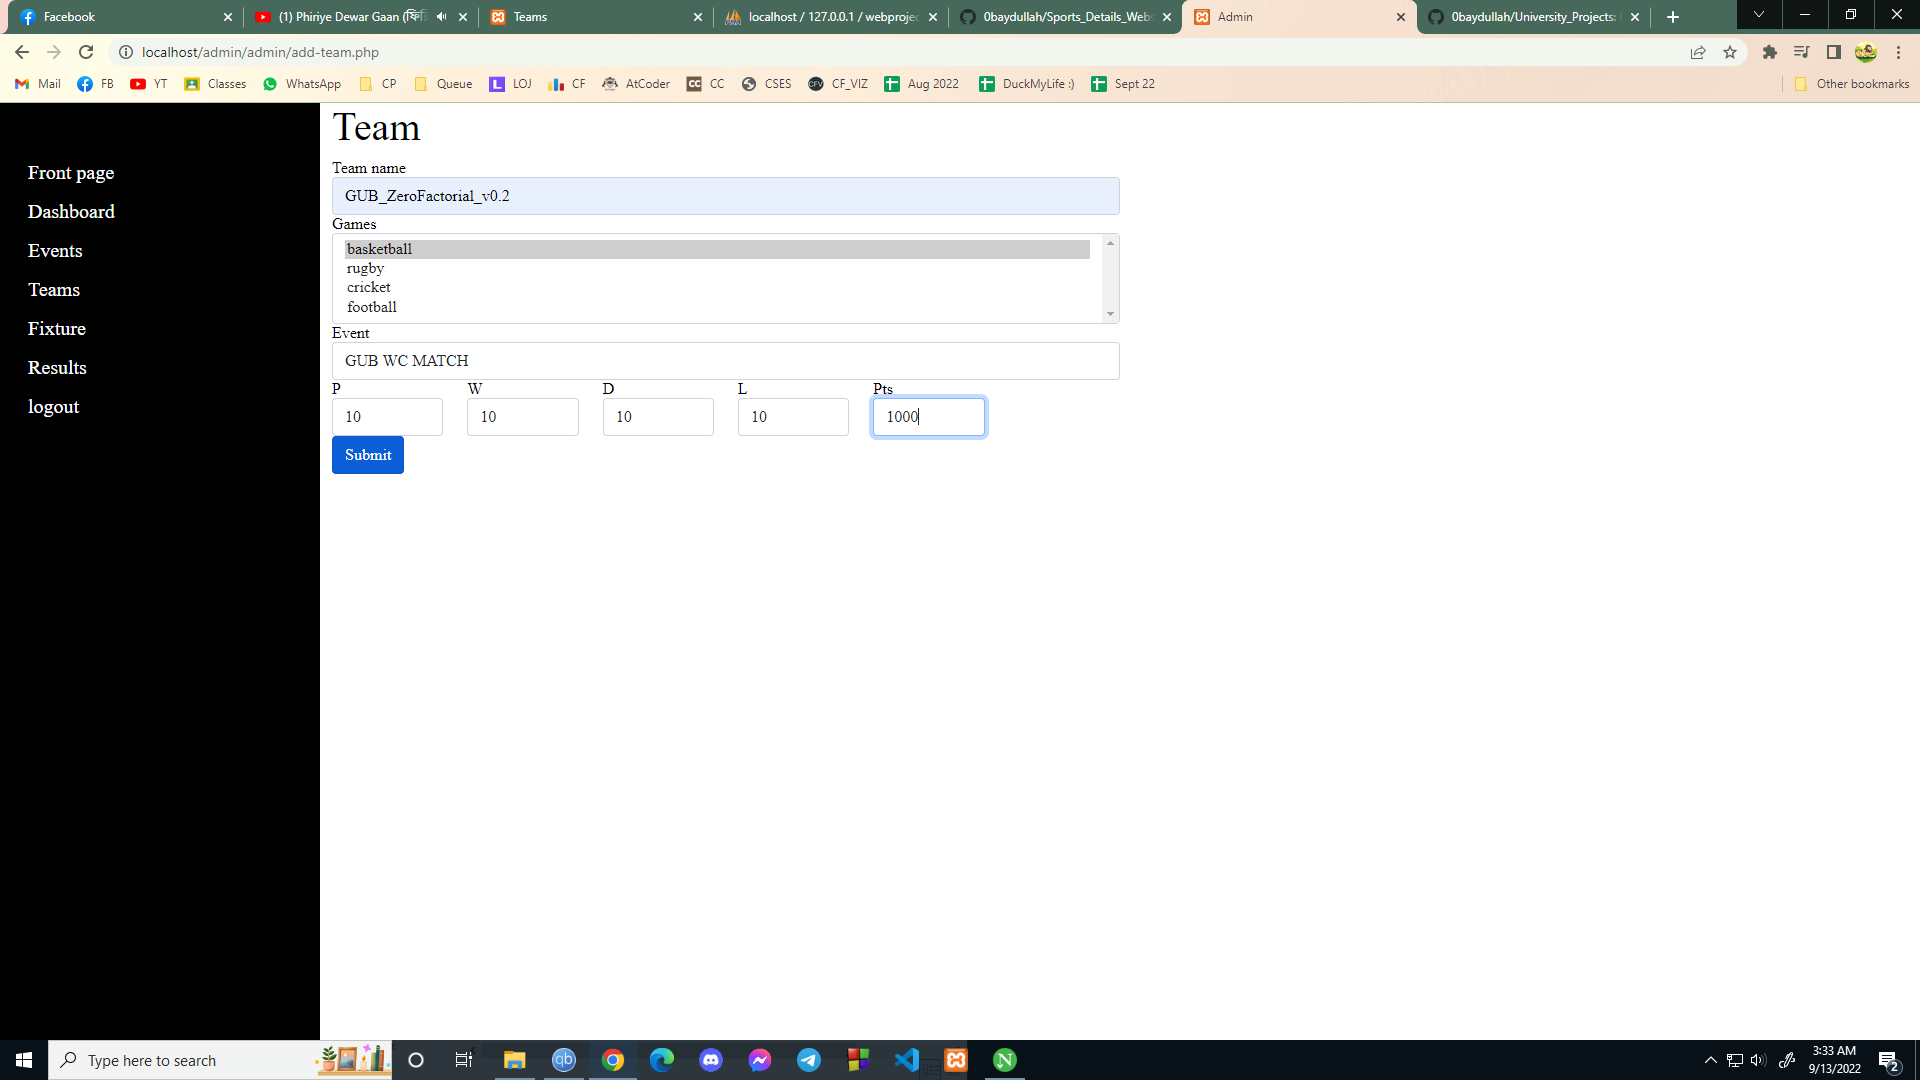 Facebook
(1) Phiriye Dewar Gaan
Teams
localhost / 127.0.0.1 / webproje
0baydullah/Sports_Details_Webs
Admin
0baydullah/University_Projects:
localhost/admin/admin/add-team.php
Mail FB YT Classes WhatsApp CP Queue LOJ CF AtCoder CC CSES CF_VIZ Aug 2022 DuckMyLife :) Sept 22 Other bookmarks
Front page
Dashboard
Events
Teams
Fixture
Results
logout
Team
Team name
GUB_ZeroFactorial_v0.2
Games
basketball
rugby
cricket
football
Event
GUB WC MATCH
P W D L Pts
10 10 10 10 1000
Submit
Type here to search
3:33 AM
9/13/2022
2